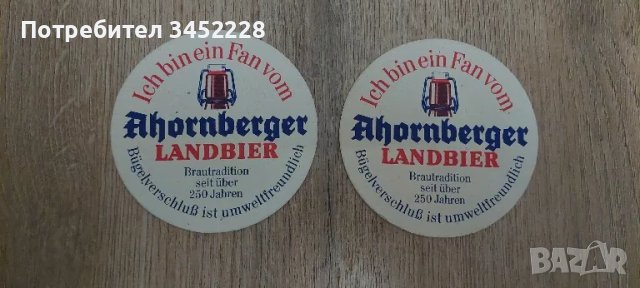 Потребител 3452228
Ich bin ein Fan vom
Ahornberger
LANDBIER
Brautradition
seit über
250 Jahren
Bügelverschluß ist umweltfreundlich
Ich bin ein Fan vom
Ahornberger
LANDBIER
Brautradition
seit über
250 Jahren
Bügelverschluß ist umweltfreundlich
BAZAR